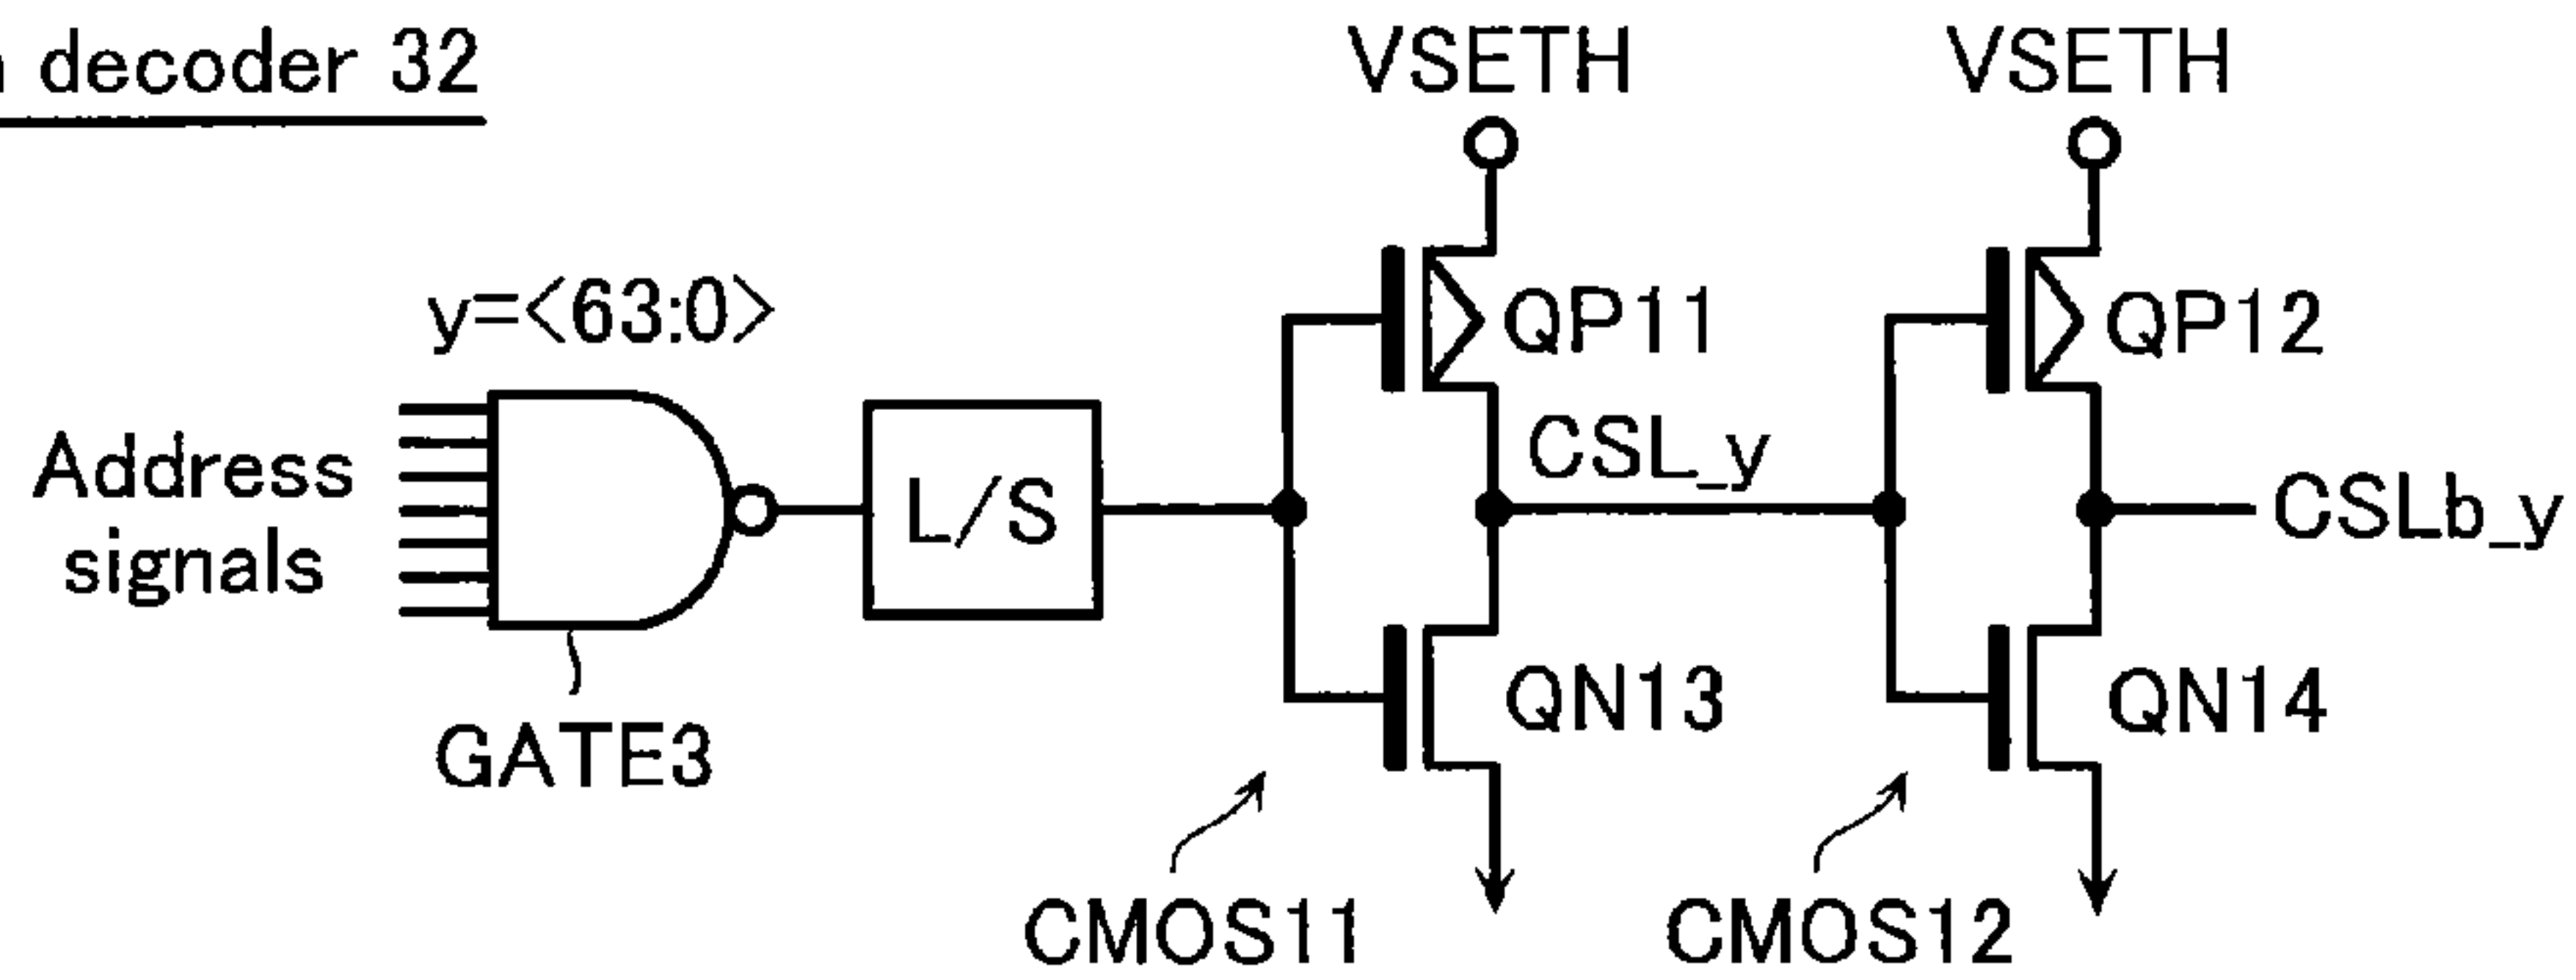 decoder 32
VSETH
VSETH
y=<63:0>
QP11
QP12
Address
signals
L/S
CSL_y
CSLb_y
QN13
QN14
GATE3
CMOS11
CMOS12